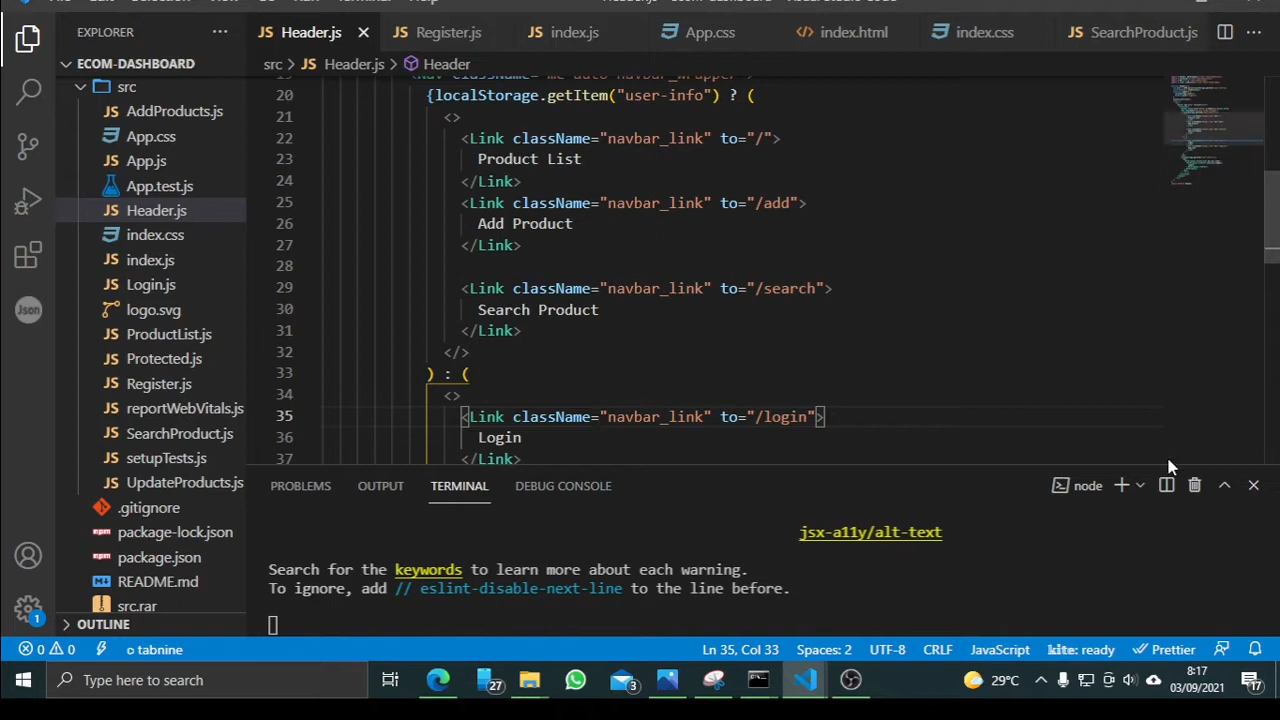 EXPLORER
ECOM-DASHBOARD
src
AddProducts.js
App.css
App.js
App.test.js
Header.js
index.css
index.js
Login.js
logo.svg
ProductList.js
Protected.js
Register.js
reportWebVitals.js
SearchProduct.js
setupTests.js
UpdateProducts.js
.gitignore
package-lock.json
package.json
README.md
src.rar
OUTLINE
Header.js
Register.js
index.js
App.css
index.html
index.css
SearchProduct.js
src > Header.js > Header
20 {localStorage.getItem("user-info") ? (
21 <>
22 <Link className="navbar_link" to="/">
23 Product List
24 </Link>
25 <Link className="navbar_link" to="/add">
26 Add Product
27 </Link>
28
29 <Link className="navbar_link" to="/search">
30 Search Product
31 </Link>
32 </>
33 ) : (
34 <>
35 <Link className="navbar_link" to="/login">
36 Login
37 </Link>
PROBLEMS OUTPUT TERMINAL DEBUG CONSOLE
node
jsx-a11y/alt-text
Search for the keywords to learn more about each warning.
To ignore, add // eslint-disable-next-line to the line before.
0 0 tabnine Ln 35, Col 33 Spaces: 2 UTF-8 CRLF JavaScript kite: ready Prettier
1
Type here to search
27
3
29°C
8:17
03/09/2021
17
Json